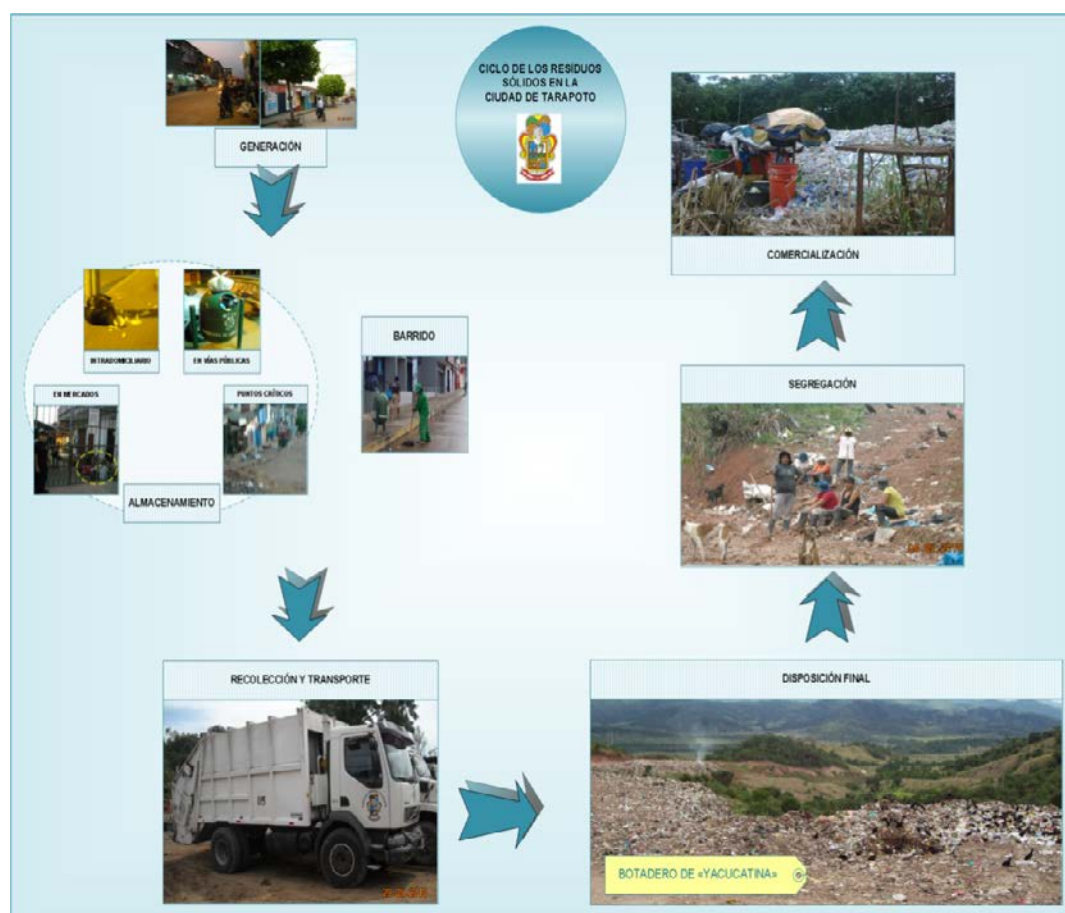 CICLO DE LOS RESIDUOS
SÓLIDOS EN LA
CIUDAD DE TARAPOTO
GENERACIÓN
INTRADOMICILIARIO
EN VÍAS PÚBLICAS
EN MERCADOS
PUNTOS CRÍTICOS
ALMACENAMIENTO
BARRIDO
RECOLECCIÓN Y TRANSPORTE
DISPOSICIÓN FINAL
BOTADERO DE «YACUCATINA»
SEGREGACIÓN
COMERCIALIZACIÓN